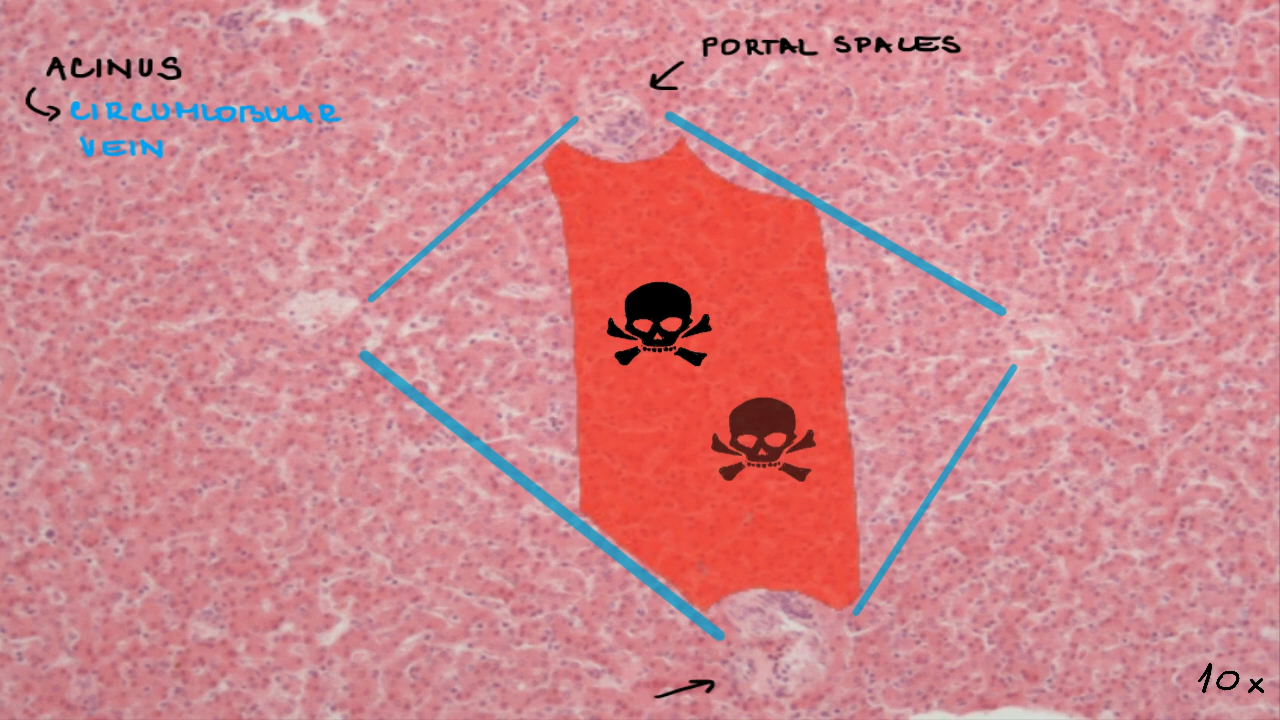 PORTAL SPACES
ACINUS
CIRCUMLOBULAR
VEIN
10x